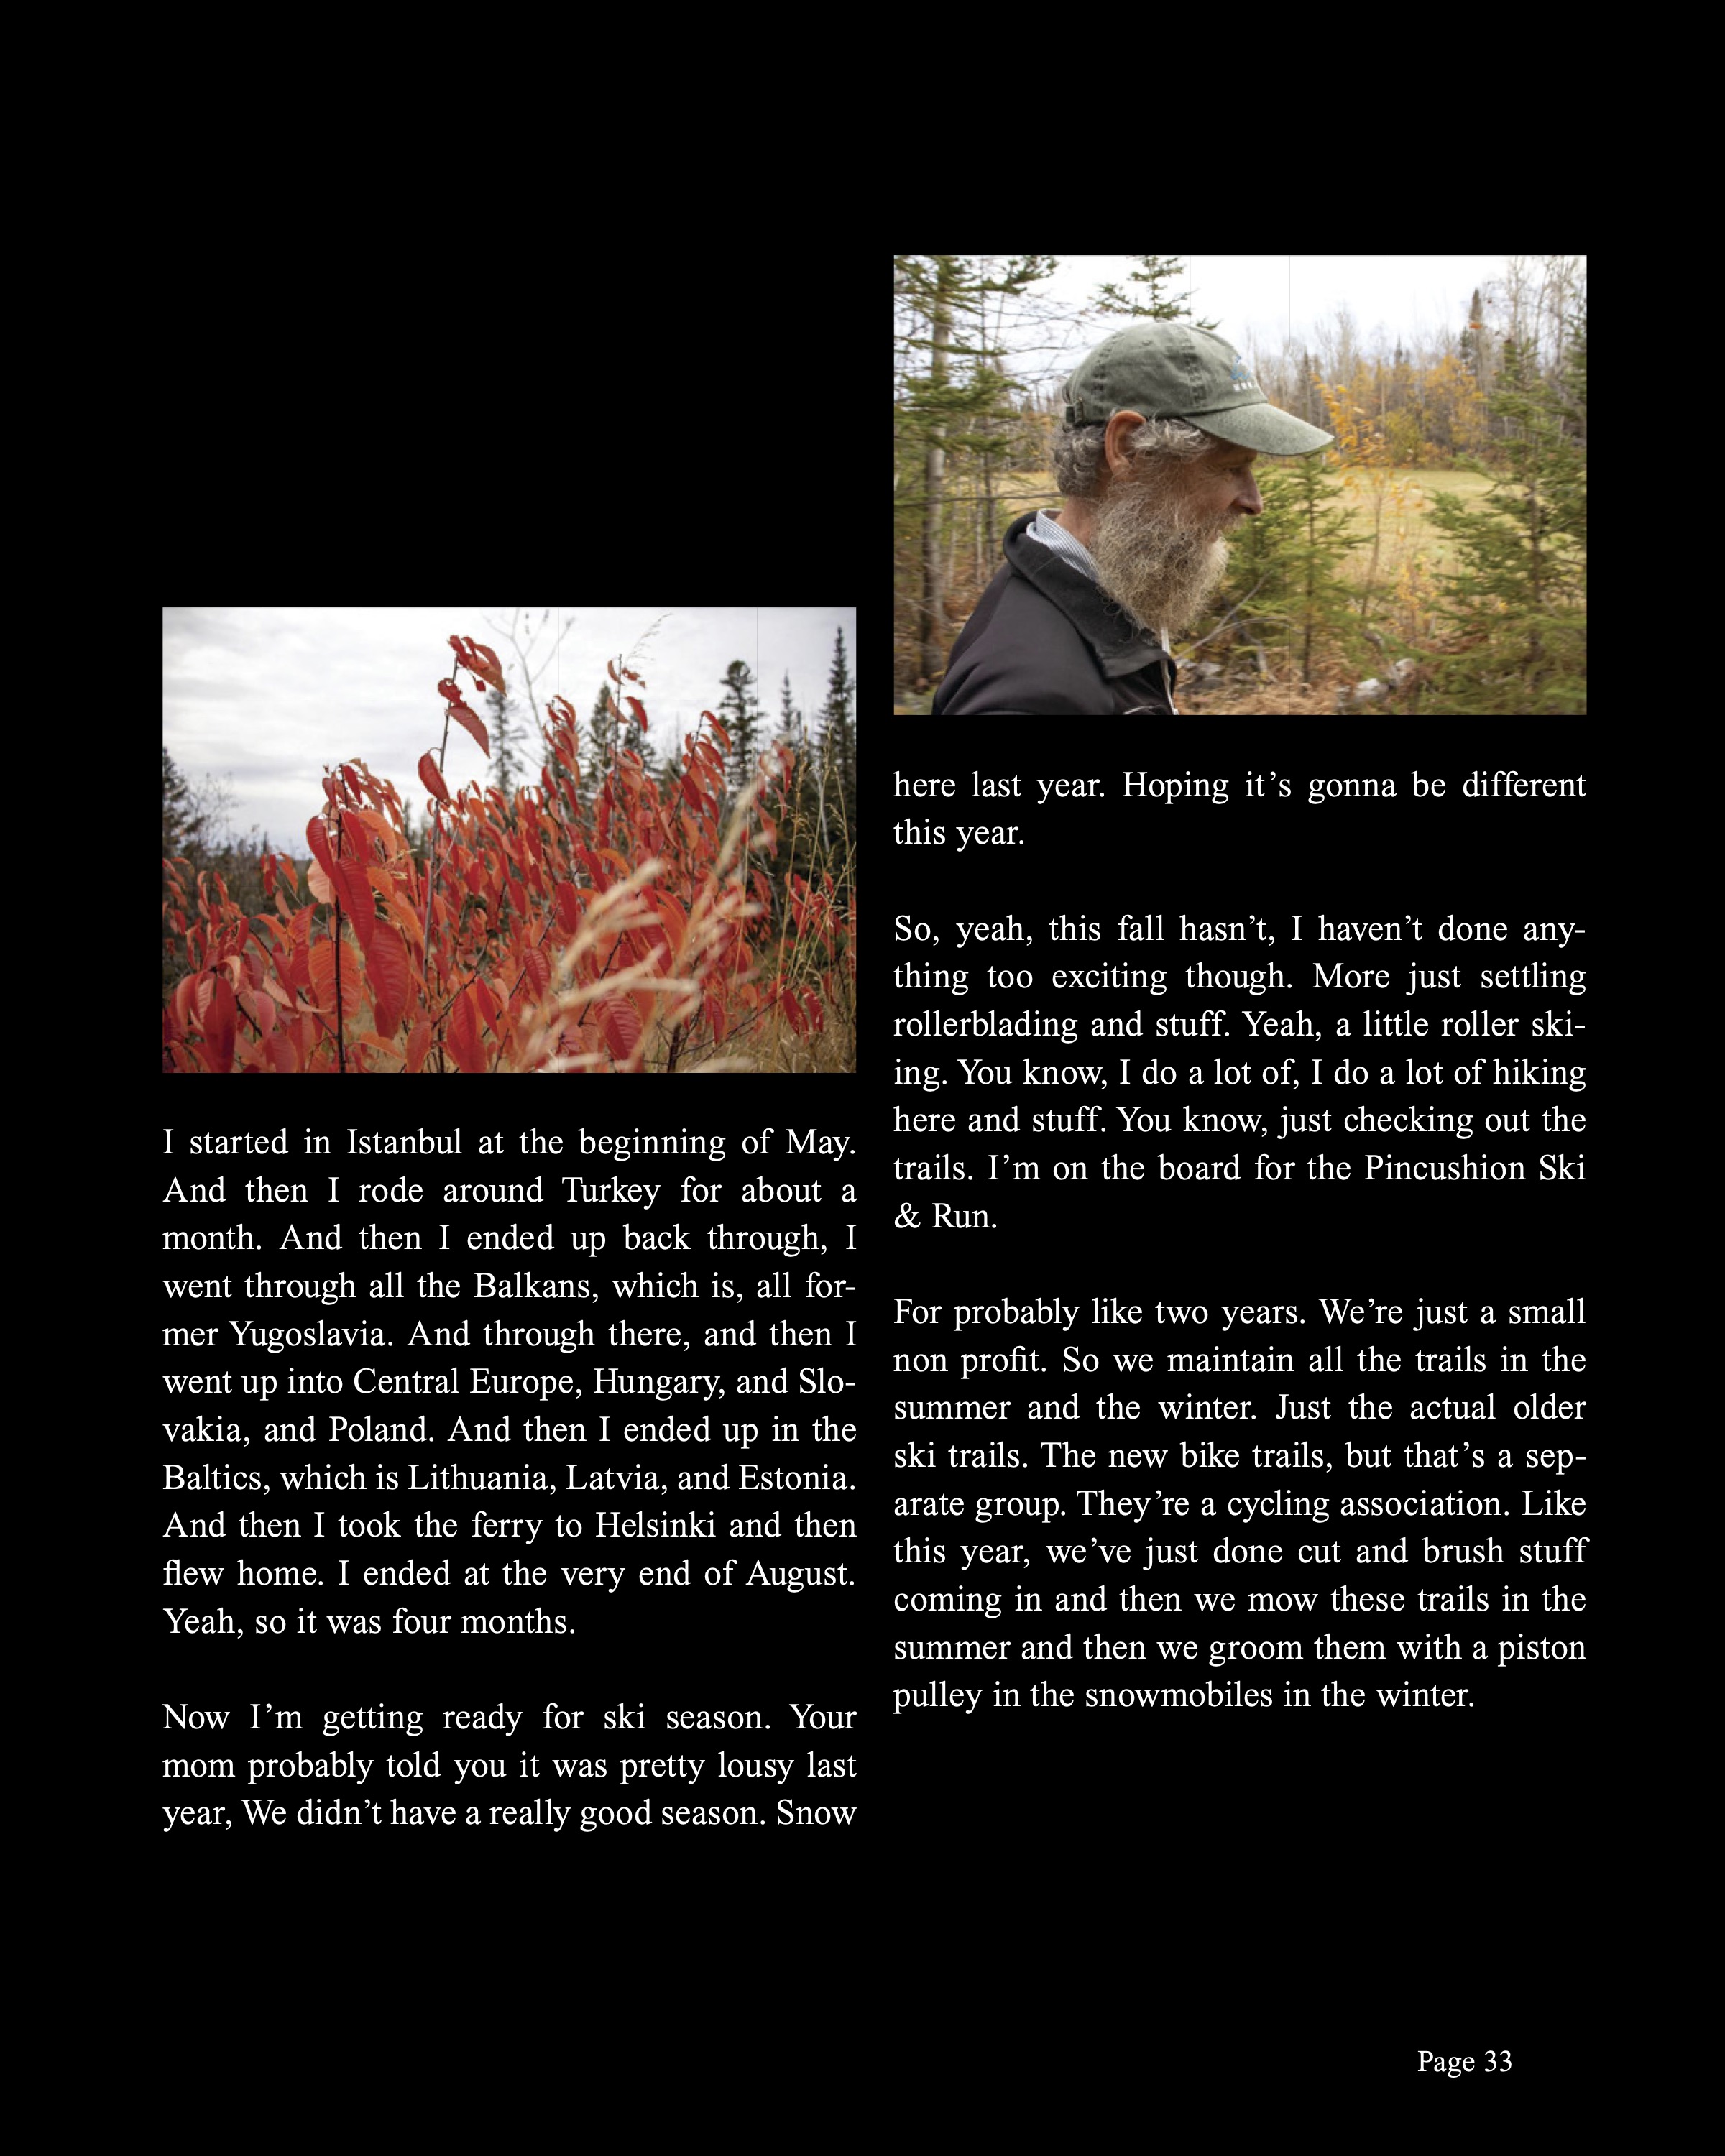 I started in Istanbul at the beginning of May.
And then I rode around Turkey for about a
month. And then I ended up back through, I
went through all the Balkans, which is, all for-
mer Yugoslavia. And through there, and then I
went up into Central Europe, Hungary, and Slo-
vakia, and Poland. And then I ended up in the
Baltics, which is Lithuania, Latvia, and Estonia.
And then I took the ferry to Helsinki and then
flew home. I ended at the very end of August.
Yeah, so it was four months.
Now I’m getting ready for ski season. Your
mom probably told you it was pretty lousy last
year, We didn’t have a really good season. Snow
here last year. Hoping it’s gonna be different
this year.
So, yeah, this fall hasn’t, I haven’t done any-
thing too exciting though. More just settling
rollerblading and stuff. Yeah, a little roller ski-
ing. You know, I do a lot of, I do a lot of hiking
here and stuff. You know, just checking out the
trails. I’m on the board for the Pincushion Ski
& Run.
For probably like two years. We’re just a small
non profit. So we maintain all the trails in the
summer and the winter. Just the actual older
ski trails. The new bike trails, but that’s a sep-
arate group. They’re a cycling association. Like
this year, we’ve just done cut and brush stuff
coming in and then we mow these trails in the
summer and then we groom them with a piston
pulley in the snowmobiles in the winter.
Page 33